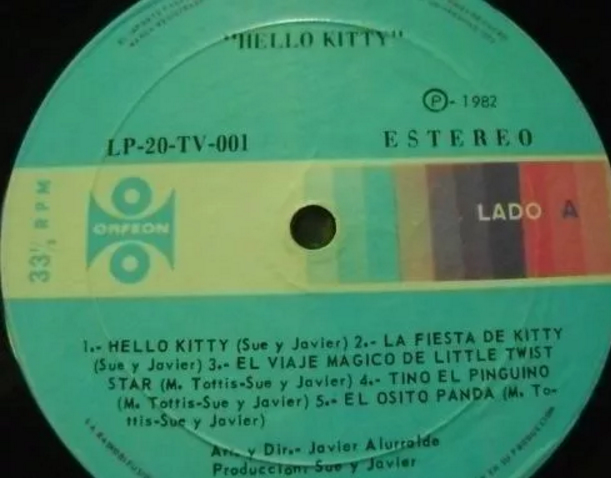 "HELLO KITTY"
Ⓟ- 1982
LP-20-TV-001
ESTEREO
33⅓ RPM
ORFEON
LADO A
1.- HELLO KITTY (Sue y Javier) 2.- LA FIESTA DE KITTY
(Sue y Javier) 3.- EL VIAJE MAGICO DE LITTLE TWIST
STAR (M. Tottis-Sue y Javier) 4.- TINO EL PINGUINO
(M. Tottis-Sue y Javier) 5.- EL OSITO PANDA (M. To-
ttis-Sue y Javier)
y Dir.- Javier Alurralde
Produccion: Sue y Javier